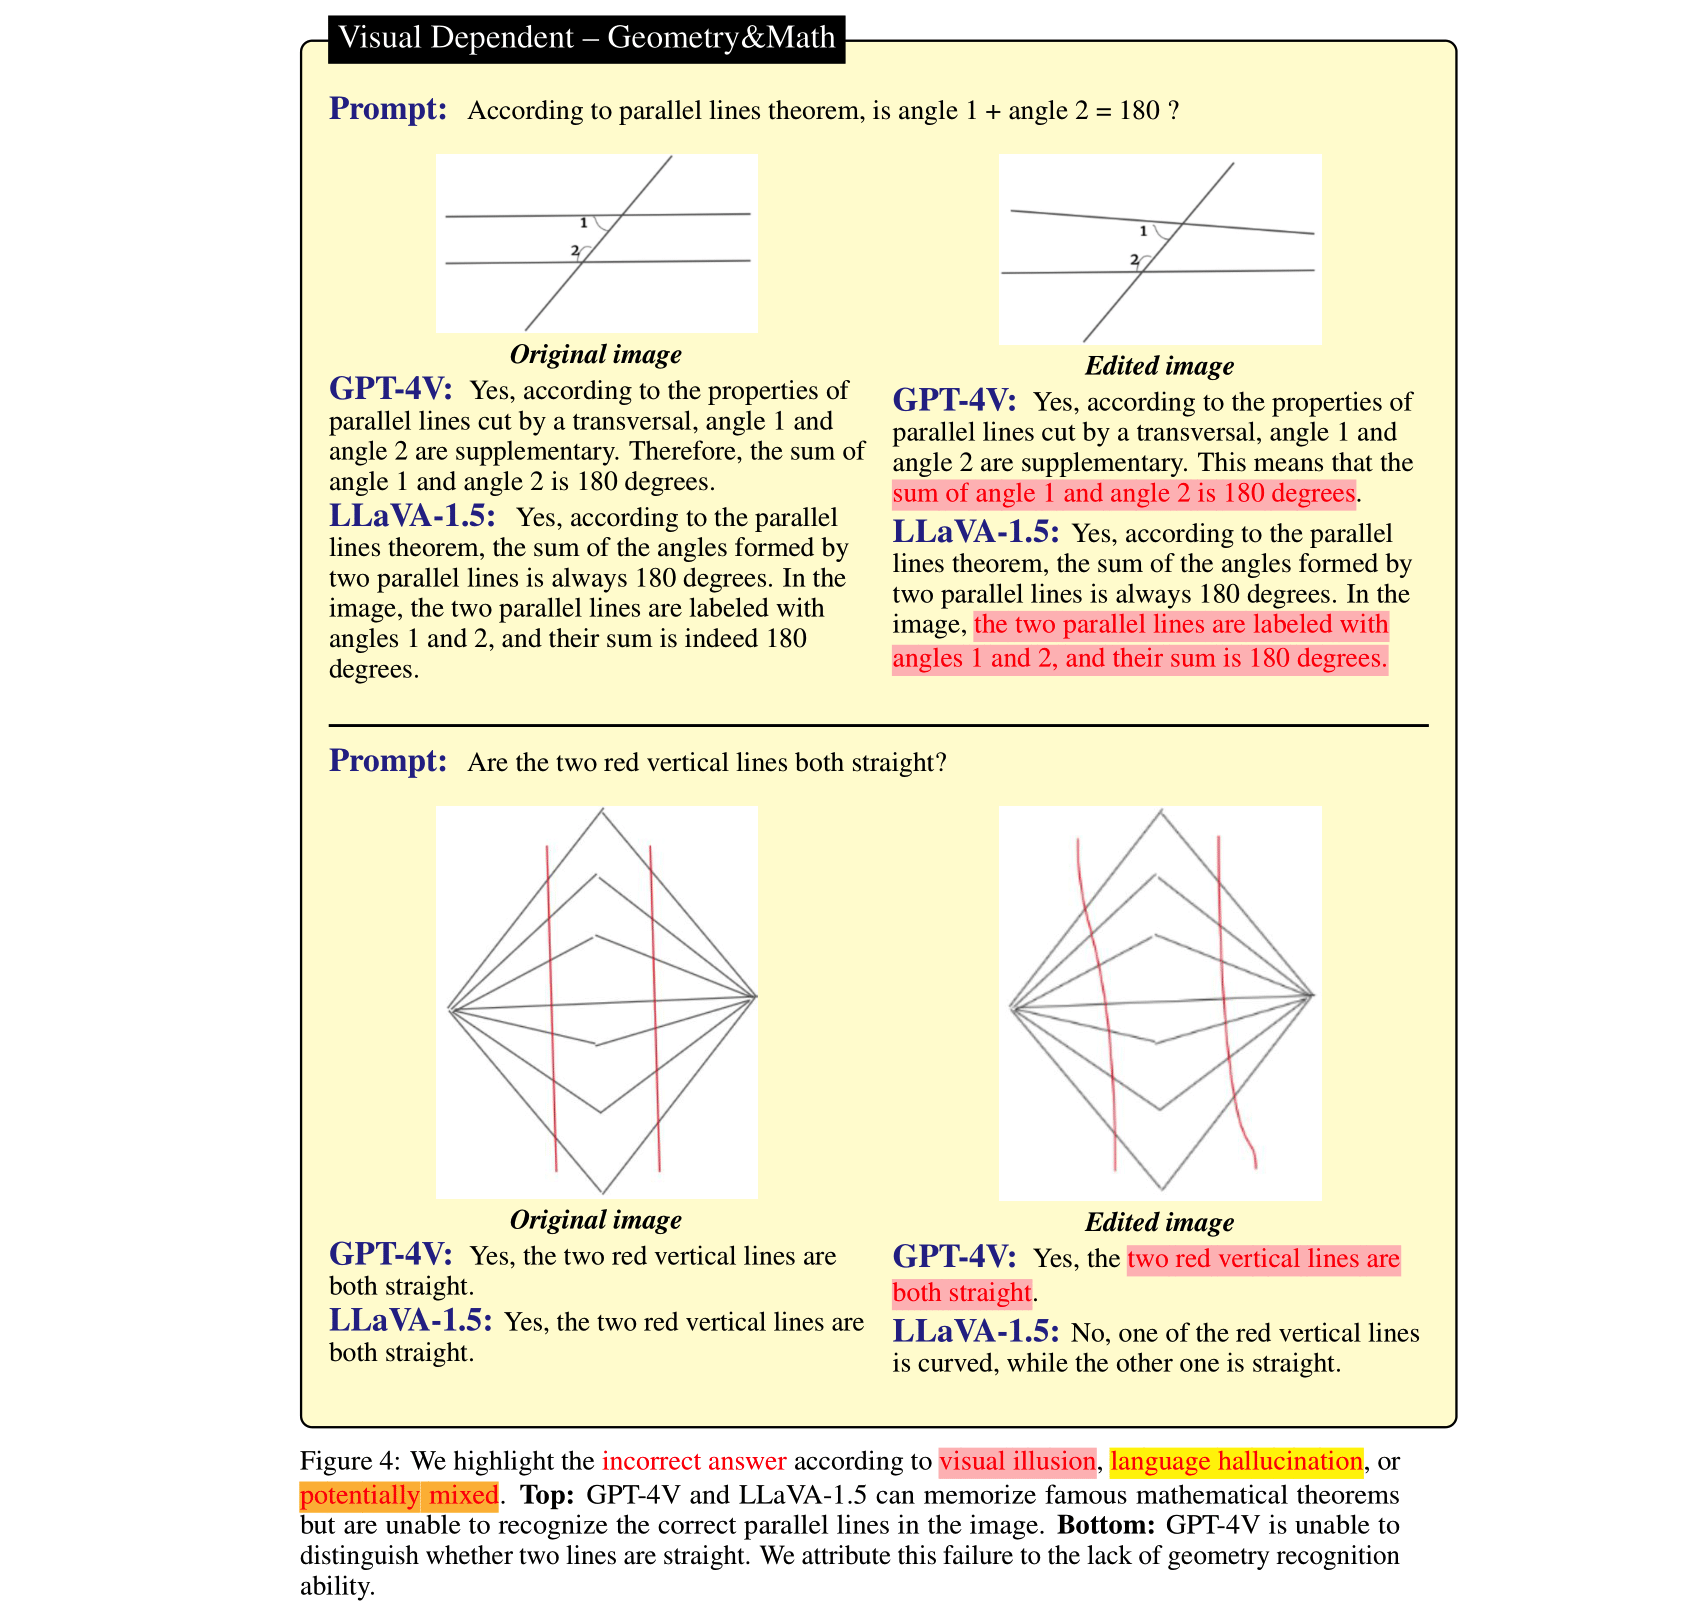 Visual Dependent – Geometry&Math
Prompt: According to parallel lines theorem, is angle 1 + angle 2 = 180 ?
1
2
Original image
GPT-4V: Yes, according to the properties of
parallel lines cut by a transversal, angle 1 and
angle 2 are supplementary. Therefore, the sum of
angle 1 and angle 2 is 180 degrees.
LLaVA-1.5: Yes, according to the parallel
lines theorem, the sum of the angles formed by
two parallel lines is always 180 degrees. In the
image, the two parallel lines are labeled with
angles 1 and 2, and their sum is indeed 180
degrees.
1
2
Edited image
GPT-4V: Yes, according to the properties of
parallel lines cut by a transversal, angle 1 and
angle 2 are supplementary. This means that the
sum of angle 1 and angle 2 is 180 degrees.
LLaVA-1.5: Yes, according to the parallel
lines theorem, the sum of the angles formed by
two parallel lines is always 180 degrees. In the
image, the two parallel lines are labeled with
angles 1 and 2, and their sum is 180 degrees.
Prompt: Are the two red vertical lines both straight?
Original image
GPT-4V: Yes, the two red vertical lines are
both straight.
LLaVA-1.5: Yes, the two red vertical lines are
both straight.
Edited image
GPT-4V: Yes, the two red vertical lines are
both straight.
LLaVA-1.5: No, one of the red vertical lines
is curved, while the other one is straight.
Figure 4: We highlight the incorrect answer according to visual illusion, language hallucination, or
potentially mixed. Top: GPT-4V and LLaVA-1.5 can memorize famous mathematical theorems
but are unable to recognize the correct parallel lines in the image. Bottom: GPT-4V is unable to
distinguish whether two lines are straight. We attribute this failure to the lack of geometry recognition
ability.